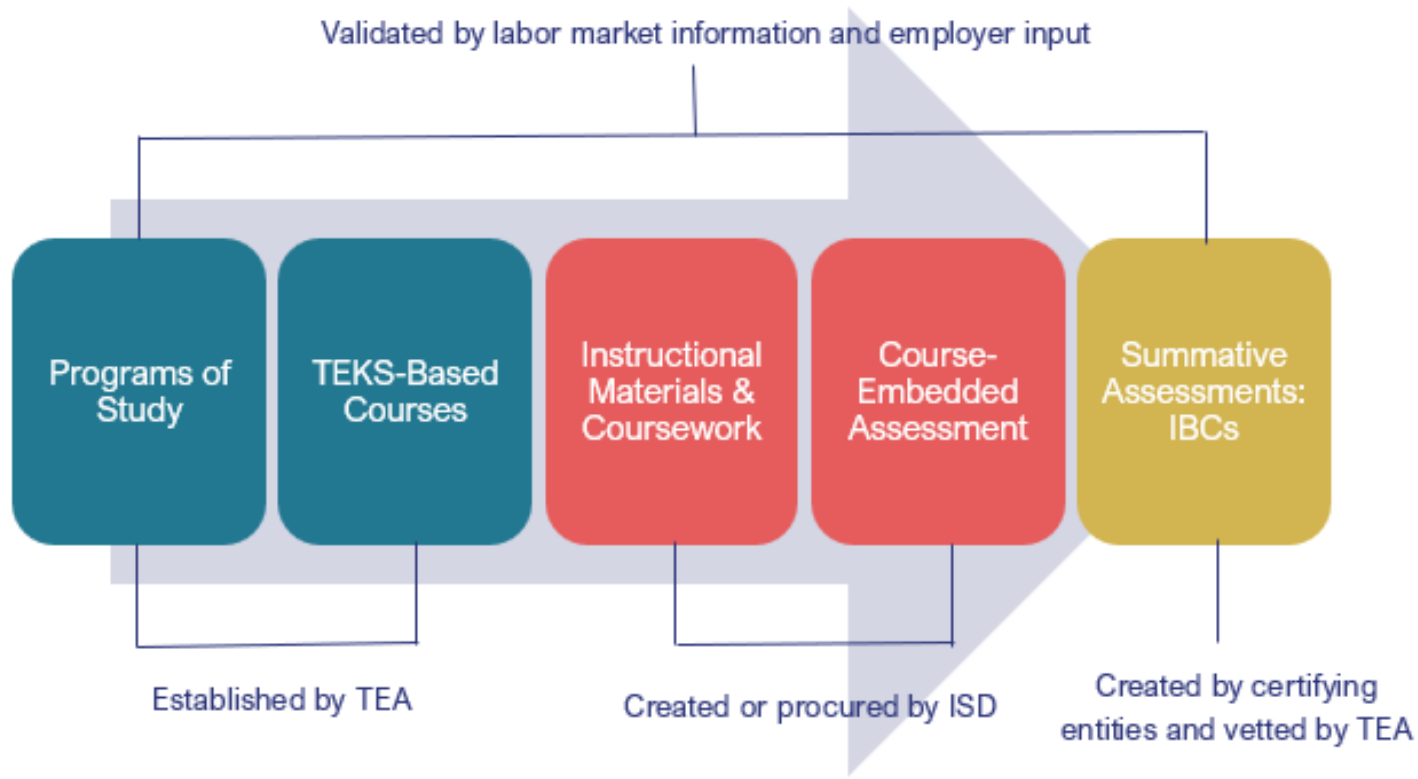 Validated by labor market information and employer input
Programs of
Study
TEKS-Based
Courses
Instructional
Materials &
Coursework
Course-
Embedded
Assessment
Summative
Assessments:
IBCs
Established by TEA
Created or procured by ISD
Created by certifying
entities and vetted by TEA